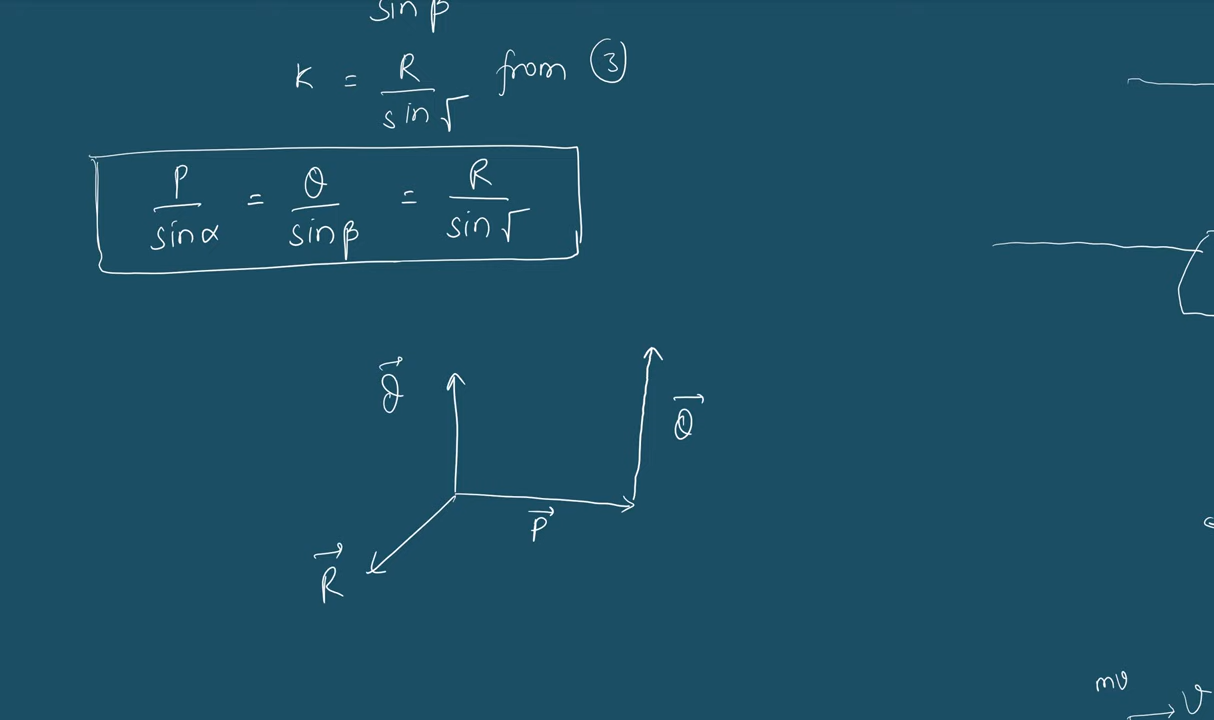 sin β
K = R / sin √ from ③
P / sin α = Q / sin β = R / sin √
Q⃗
Q⃗
P⃗
R⃗
mv
v